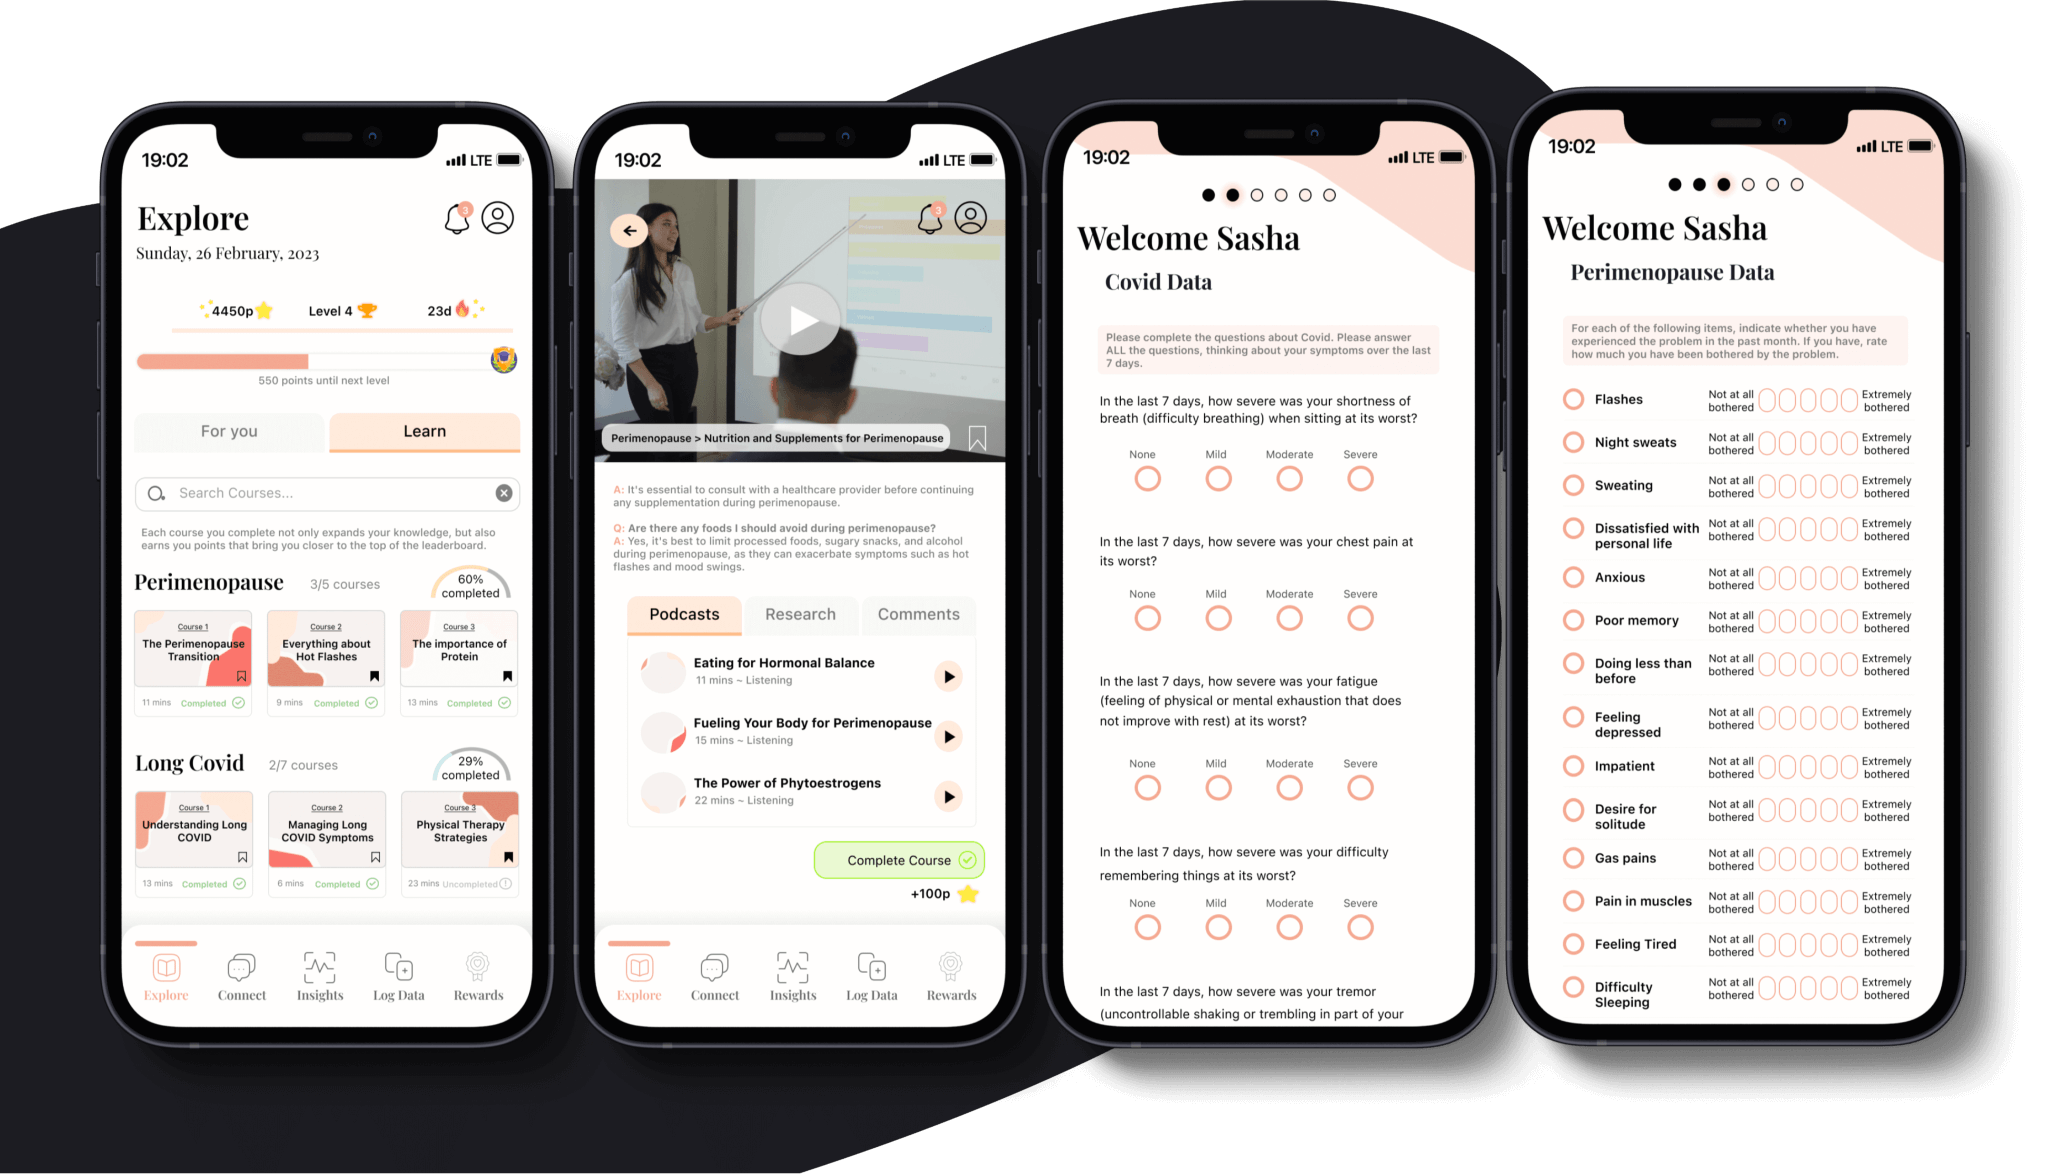 19:02
LTE
Explore
3
Sunday, 26 February, 2023
4450p
Level 4
23d
550 points until next level
For you
Learn
Search Courses...
Each course you complete not only expands your knowledge, but also
earns you points that bring you closer to the top of the leaderboard.
Perimenopause
3/5 courses
60%
completed
Course 1
The Perimenopause
Transition
11 mins
Completed
Course 2
Everything about
Hot Flashes
9 mins
Completed
Course 3
The importance of
Protein
13 mins
Completed
Long Covid
2/7 courses
29%
completed
Course 1
Understanding Long
COVID
13 mins
Completed
Course 2
Managing Long
COVID Symptoms
6 mins
Completed
Course 3
Physical Therapy
Strategies
23 mins
Uncompleted
Explore
Connect
Insights
Log Data
Rewards
19:02
LTE
3
Perimenopause > Nutrition and Supplements for Perimenopause
A: It's essential to consult with a healthcare provider before continuing
any supplementation during perimenopause.
Q: Are there any foods I should avoid during perimenopause?
A: Yes, it's best to limit processed foods, sugary snacks, and alcohol
during perimenopause, as they can exacerbate symptoms such as hot
flashes and mood swings.
Podcasts
Research
Comments
Eating for Hormonal Balance
11 mins ~ Listening
Fueling Your Body for Perimenopause
15 mins ~ Listening
The Power of Phytoestrogens
22 mins ~ Listening
Complete Course
+100p
Explore
Connect
Insights
Log Data
Rewards
19:02
LTE
Welcome Sasha
Covid Data
Please complete the questions about Covid. Please answer
ALL the questions, thinking about your symptoms over the last
7 days.
In the last 7 days, how severe was your shortness of
breath (difficulty breathing) when sitting at its worst?
None Mild Moderate Severe
In the last 7 days, how severe was your chest pain at
its worst?
None Mild Moderate Severe
In the last 7 days, how severe was your fatigue
(feeling of physical or mental exhaustion that does
not improve with rest) at its worst?
None Mild Moderate Severe
In the last 7 days, how severe was your difficulty
remembering things at its worst?
None Mild Moderate Severe
In the last 7 days, how severe was your tremor
(uncontrollable shaking or trembling in part of your
19:02
LTE
Welcome Sasha
Perimenopause Data
For each of the following items, indicate whether you have
experienced the problem in the past month. If you have, rate
how much you have been bothered by the problem.
Flashes
Not at all
bothered
Extremely
bothered
Night sweats
Not at all
bothered
Extremely
bothered
Sweating
Not at all
bothered
Extremely
bothered
Dissatisfied with
personal life
Not at all
bothered
Extremely
bothered
Anxious
Not at all
bothered
Extremely
bothered
Poor memory
Not at all
bothered
Extremely
bothered
Doing less than
before
Not at all
bothered
Extremely
bothered
Feeling
depressed
Not at all
bothered
Extremely
bothered
Impatient
Not at all
bothered
Extremely
bothered
Desire for
solitude
Not at all
bothered
Extremely
bothered
Gas pains
Not at all
bothered
Extremely
bothered
Pain in muscles
Not at all
bothered
Extremely
bothered
Feeling Tired
Not at all
bothered
Extremely
bothered
Difficulty
Sleeping
Not at all
bothered
Extremely
bothered